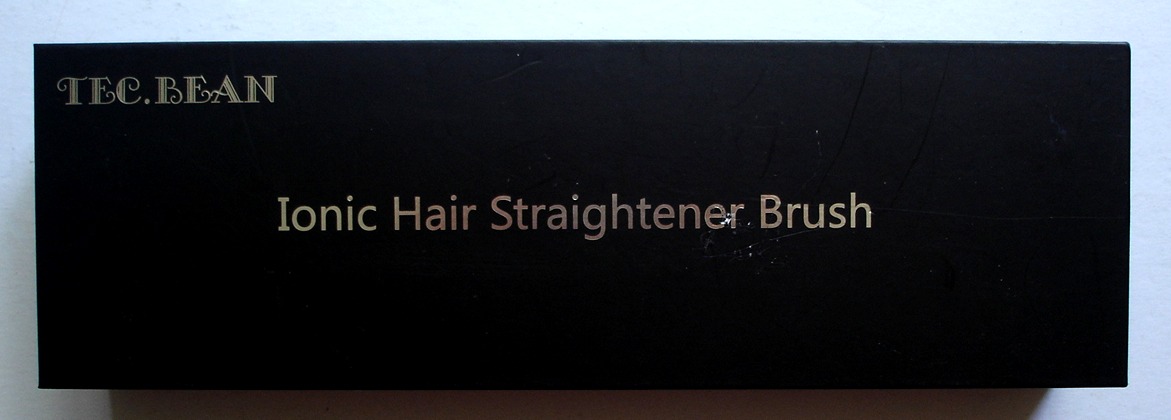 TEC.BEAN
Ionic Hair Straightener Brush